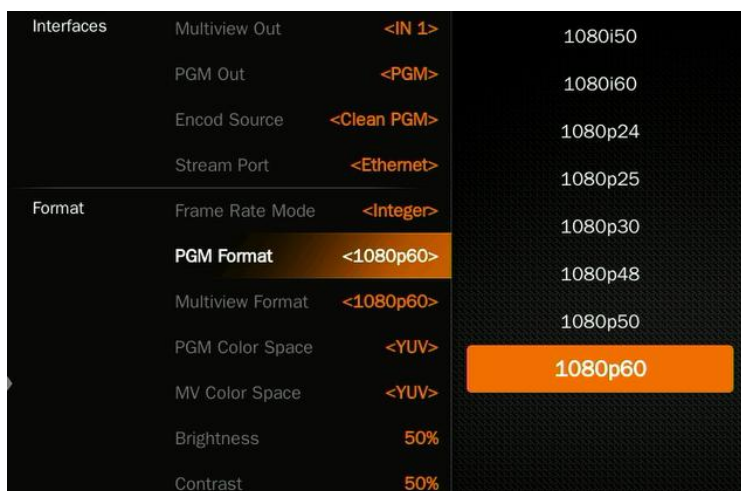 Interfaces Multiview Out <IN 1>
PGM Out <PGM>
Encod Source <Clean PGM>
Stream Port <Ethernet>
Format Frame Rate Mode <Integer>
PGM Format <1080p60>
Multiview Format <1080p60>
PGM Color Space <YUV>
MV Color Space <YUV>
Brightness 50%
Contrast 50%
1080i50
1080i60
1080p24
1080p25
1080p30
1080p48
1080p50
1080p60